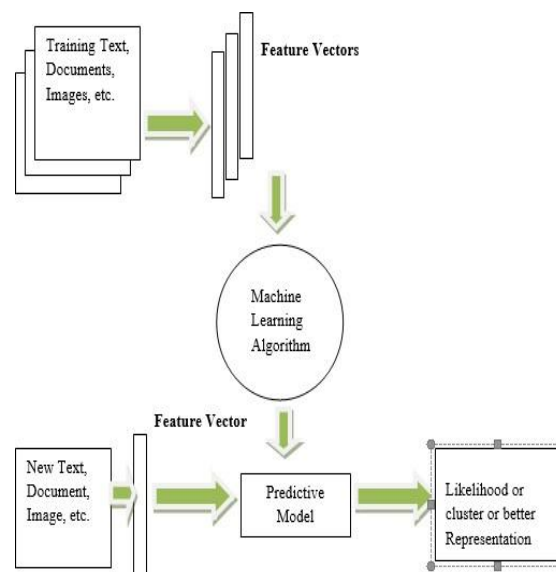 Training Text,
Documents,
Images, etc.
Feature Vectors
Machine
Learning
Algorithm
Feature Vector
New Text,
Document,
Image, etc.
Predictive
Model
Likelihood or
cluster or better
Representation